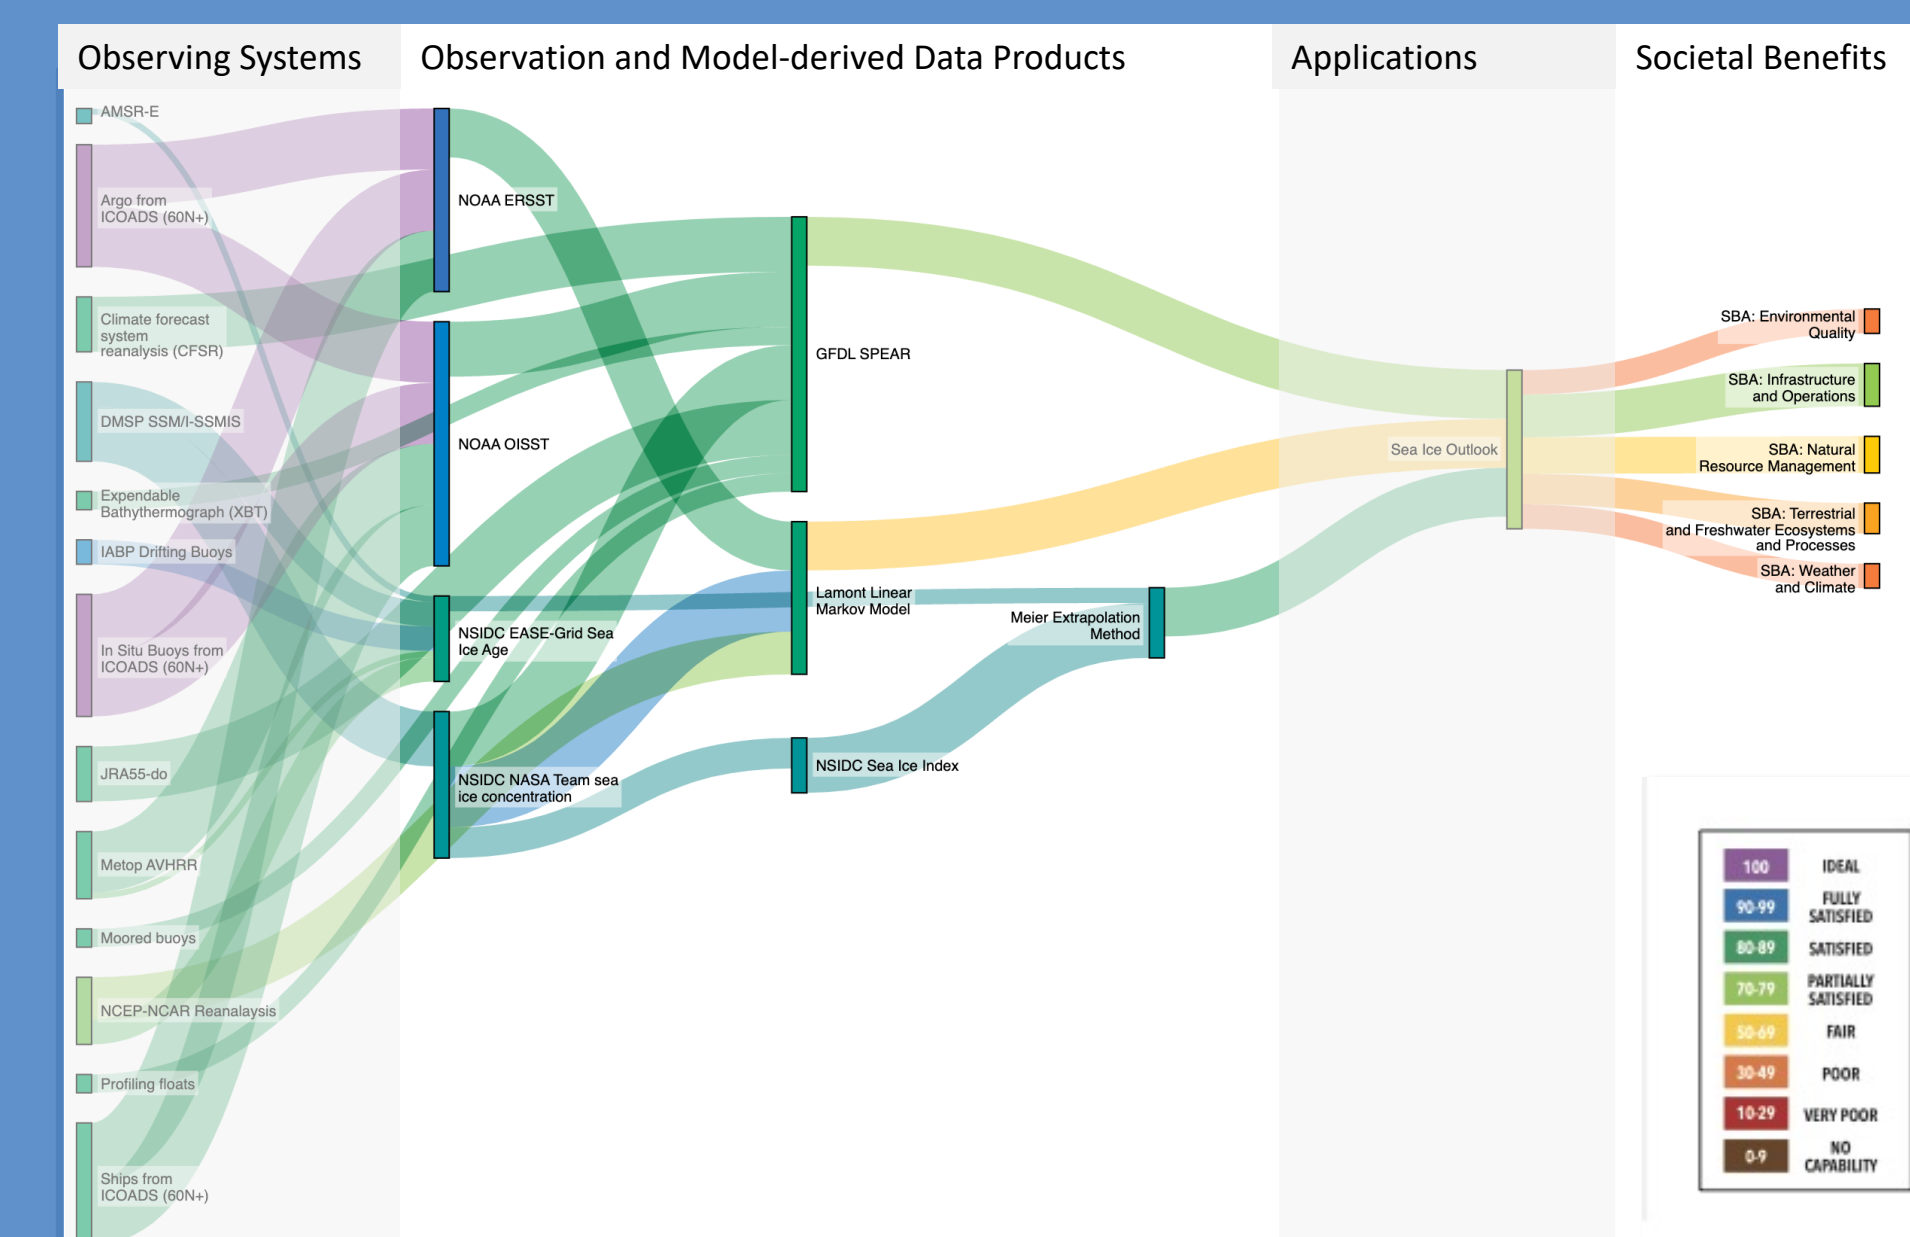 Observing Systems
Observation and Model-derived Data Products
Applications
Societal Benefits
AMSR-E
Argo from
ICOADS (60N+)
Climate forecast
system
reanalysis (CFSR)
DMSP SSM/I-SSMIS
Expendable
Bathythermograph (XBT)
IABP Drifting Buoys
In Situ Buoys from
ICOADS (60N+)
JRA55-do
Metop AVHRR
Moored buoys
NCEP-NCAR Reanalaysis
Profiling floats
Ships from
ICOADS (60N+)
NOAA ERSST
NOAA OISST
NSIDC EASE-Grid Sea
Ice Age
NSIDC NASA Team sea
ice concentration
GFDL SPEAR
Lamont Linear
Markov Model
NSIDC Sea Ice Index
Meier Extrapolation
Method
Sea Ice Outlook
SBA: Environmental
Quality
SBA: Infrastructure
and Operations
SBA: Natural
Resource Management
SBA: Terrestrial
and Freshwater Ecosystems
and Processes
SBA: Weather
and Climate
100 IDEAL
90-99 FULLY
SATISFIED
80-89 SATISFIED
70-79 PARTIALLY
SATISFIED
50-69 FAIR
30-49 POOR
10-29 VERY POOR
0-9 NO
CAPABILITY